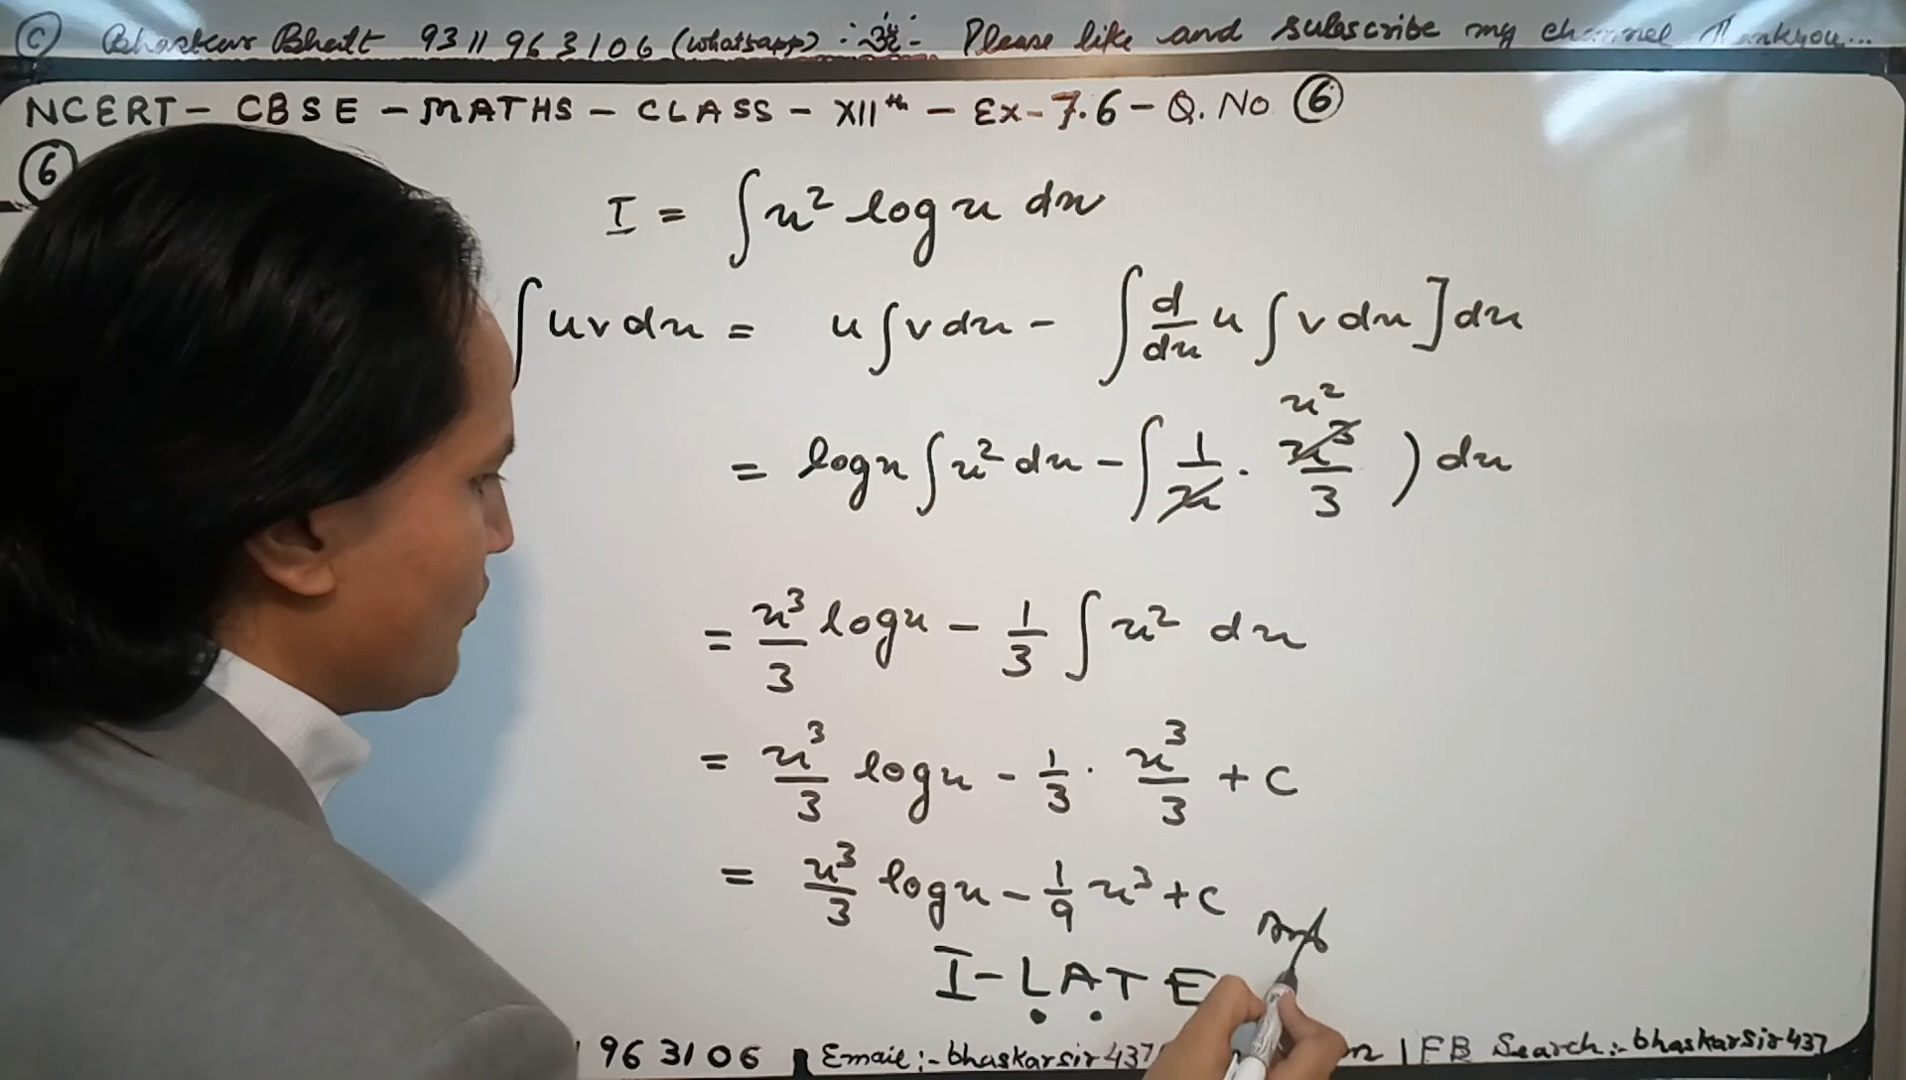 © Bhaskar Bhatt 9311963106 (whatsapp) :- ॐ :- Please like and subscribe my channel Thankyou...
NCERT - CBSE - MATHS - CLASS - XIIth - Ex - 7.6 - Q. No ⑥
⑥
I = ∫ x² log x dx
∫ u v dx = u ∫ v dx - ∫ d/dx u ∫ v dx ] dx
= log x ∫ x² dx - ∫ 1/x · x³/3 ) dx
x²
= x³/3 log x - 1/3 ∫ x² dx
= x³/3 log x - 1/3 · x³/3 + C
= x³/3 log x - 1/9 x³ + C Ans
I - LATE
963106 Email :- bhaskarsir437 | FB Search :- bhaskarsir437